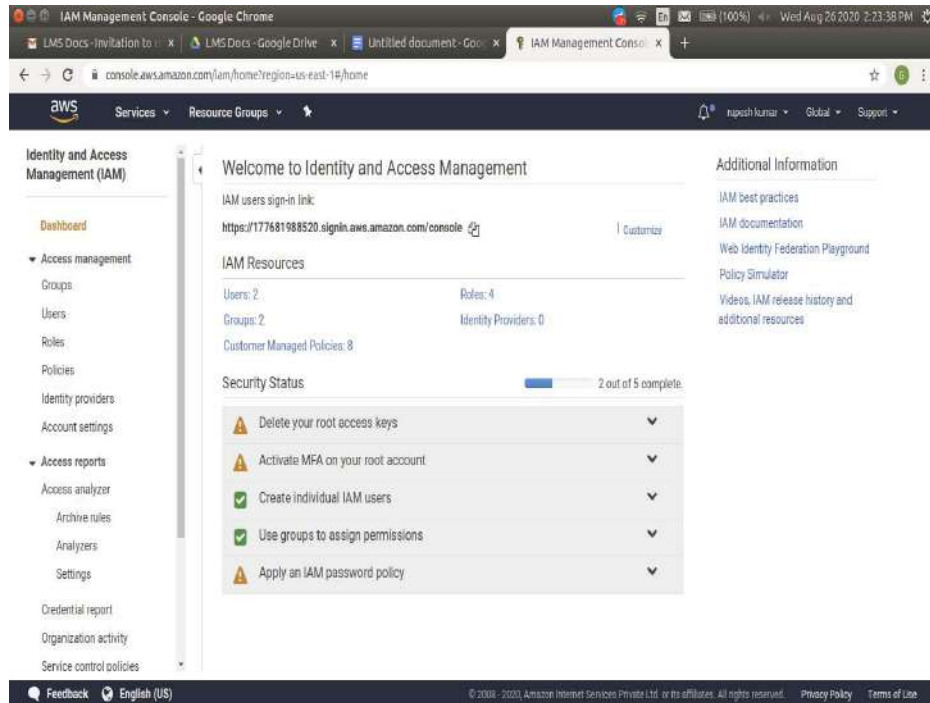 IAM Management Console - Google Chrome
En (100%) Wed Aug 26 2020 2:23:38 PM
LMS Docs - Invitation to x
LMS Docs - Google Drive x
Untitled document - Goo x
IAM Management Consol x +
console.aws.amazon.com/iam/home?region=us-east-1#/home
G
aws Services Resource Groups rupesh kumar Global Support
Identity and Access
Management (IAM)
Dashboard
Access management
Groups
Users
Roles
Policies
Identity providers
Account settings
Access reports
Access analyzer
Archive rules
Analyzers
Settings
Credential report
Organization activity
Service control policies
Welcome to Identity and Access Management
IAM users sign-in link:
https://177681988520.signin.aws.amazon.com/console | Customize
IAM Resources
Users: 2 Roles: 4
Groups: 2 Identity Providers: 0
Customer Managed Policies: 8
Security Status 2 out of 5 complete.
Delete your root access keys
Activate MFA on your root account
Create individual IAM users
Use groups to assign permissions
Apply an IAM password policy
Additional Information
IAM best practices
IAM documentation
Web Identity Federation Playground
Policy Simulator
Videos, IAM release history and
additional resources
Feedback English (US) © 2008 - 2020, Amazon Internet Services Private Ltd. or its affiliates. All rights reserved. Privacy Policy Terms of Use